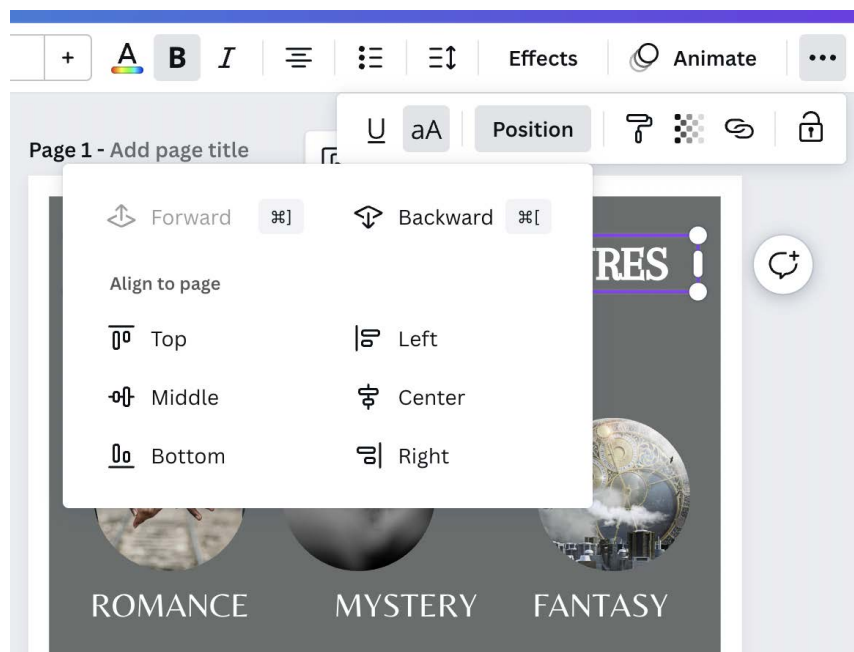 + A B I Effects Animate
U aA Position
Page 1 - Add page title
Forward ⌘] Backward ⌘[
RES
Align to page
Top Left
Middle Center
Bottom Right
ROMANCE MYSTERY FANTASY